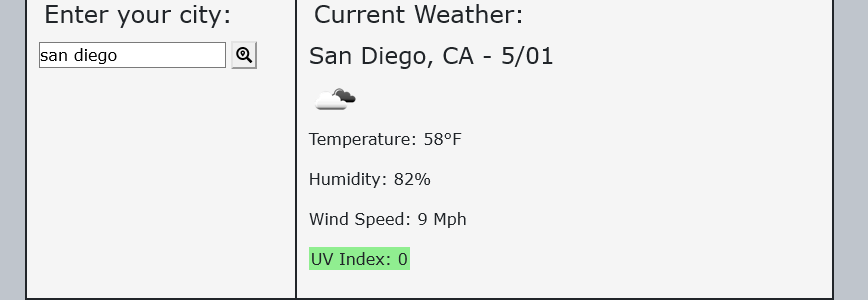 Enter your city:
san diego
Current Weather:
San Diego, CA - 5/01
Temperature: 58°F
Humidity: 82%
Wind Speed: 9 Mph
UV Index: 0